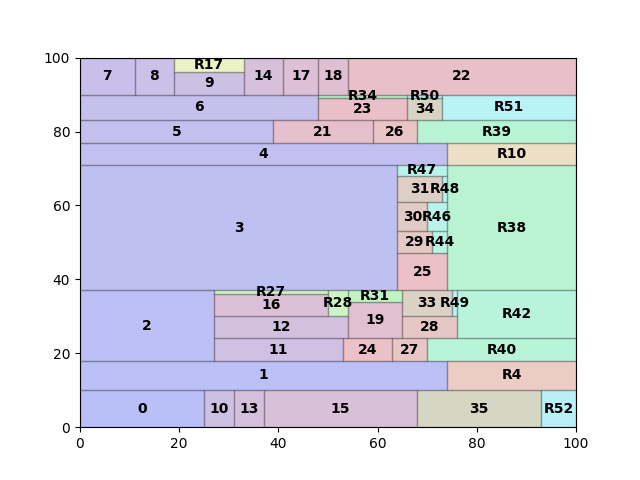 100
7 8 R17 9 14 17 18 22
R34 R50
6 23 34 R51
80
5 21 26 R39
4 R10
R47
31 R48
60
3 30 R46 R38
29 R44
25
40
R27 R28 R31
2 16 33 R49 R42
12 19 28
11 24 27 R40
20
1 R4
0 10 13 15 35 R52
0
0 20 40 60 80 100